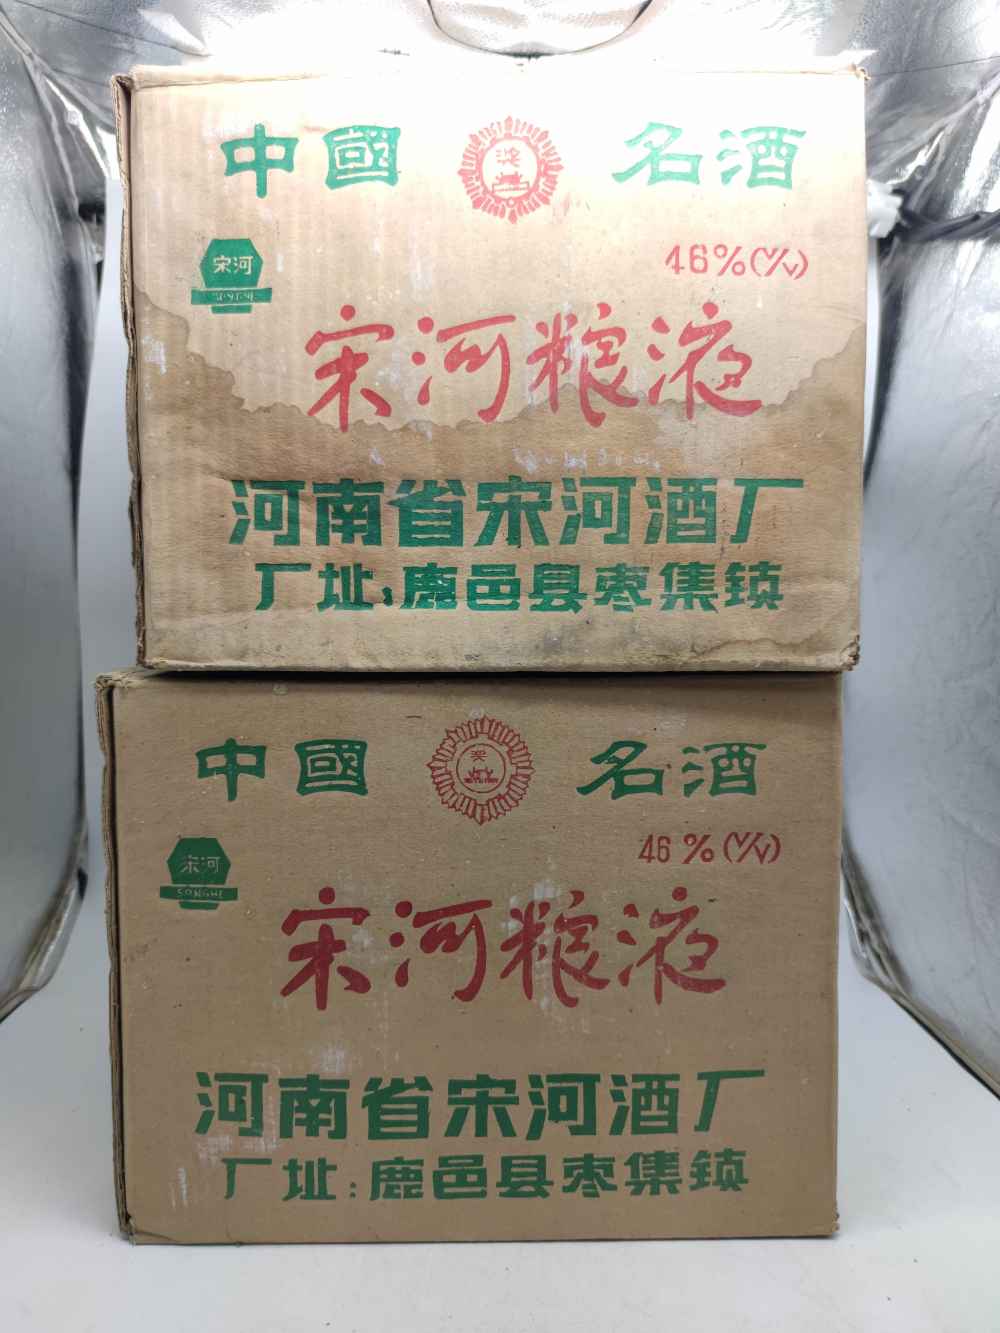 中國 名酒
宋河
46%(V/V)
宋河粮液
河南省宋河酒厂
厂址:鹿邑县枣集镇
中國 名酒
46%(V/V)
宋河
SONGHE
宋河粮液
河南省宋河酒厂
厂址:鹿邑县枣集镇